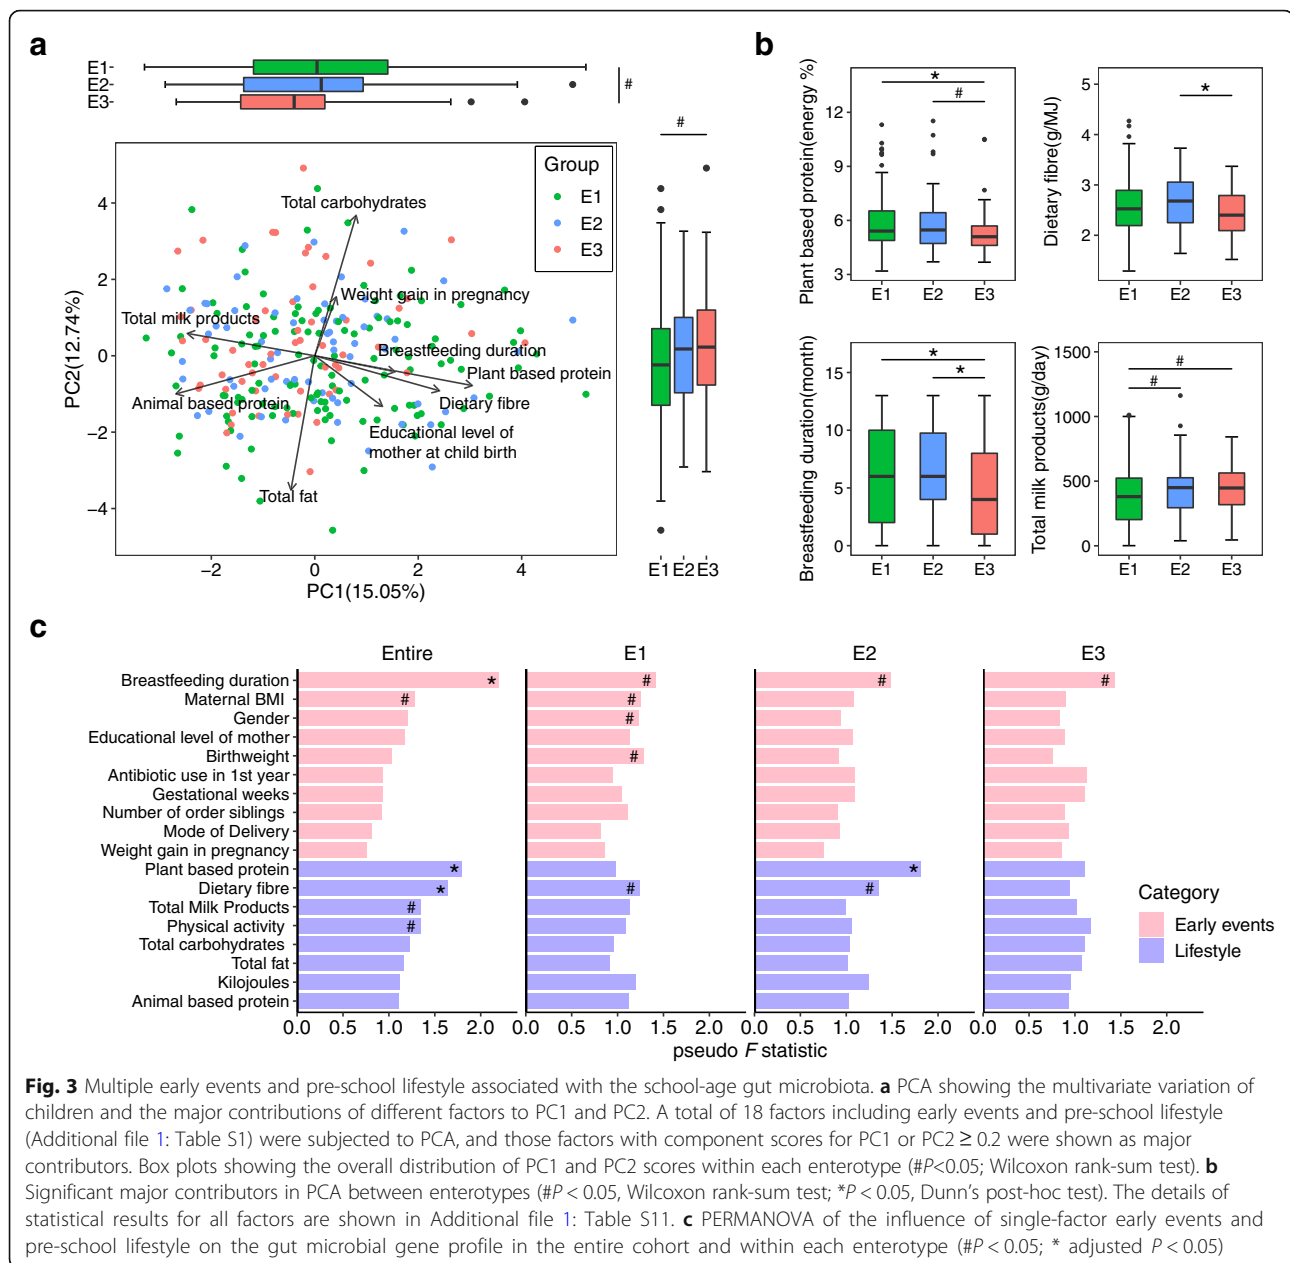 a
E1
E2
E3
#
#
Group
E1
E2
E3
Total carbohydrates
Weight gain in pregnancy
Total milk products
Breastfeeding duration
Plant based protein
Animal based protein
Dietary fibre
Educational level of
mother at child birth
Total fat
PC2(12.74%)
4
2
0
−2
−4
−2 0 2 4
PC1(15.05%)
E1 E2 E3
b
Plant based protein(energy %)
12
9
6
3
* #
E1 E2 E3
Dietary fibre(g/MJ)
5
4
3
2
*
E1 E2 E3
Breastfeeding duration(month)
15
10
5
0
* *
E1 E2 E3
Total milk products(g/day)
1500
1000
500
0
# #
E1 E2 E3
c
Entire E1 E2 E3
Breastfeeding duration * # # #
Maternal BMI # #
Gender #
Educational level of mother
Birthweight #
Antibiotic use in 1st year
Gestational weeks
Number of order siblings
Mode of Delivery
Weight gain in pregnancy
Plant based protein * *
Dietary fibre * # #
Total Milk Products #
Physical activity #
Total carbohydrates
Total fat
Kilojoules
Animal based protein
0.0 0.5 1.0 1.5 2.0 0.0 0.5 1.0 1.5 2.0 0.0 0.5 1.0 1.5 2.0 0.0 0.5 1.0 1.5 2.0
pseudo F statistic
Category
Early events
Lifestyle
Fig. 3 Multiple early events and pre-school lifestyle associated with the school-age gut microbiota. a PCA showing the multivariate variation of
children and the major contributions of different factors to PC1 and PC2. A total of 18 factors including early events and pre-school lifestyle
(Additional file 1: Table S1) were subjected to PCA, and those factors with component scores for PC1 or PC2 ≥ 0.2 were shown as major
contributors. Box plots showing the overall distribution of PC1 and PC2 scores within each enterotype (#P<0.05; Wilcoxon rank-sum test). b
Significant major contributors in PCA between enterotypes (#P < 0.05, Wilcoxon rank-sum test; *P < 0.05, Dunn's post-hoc test). The details of
statistical results for all factors are shown in Additional file 1: Table S11. c PERMANOVA of the influence of single-factor early events and
pre-school lifestyle on the gut microbial gene profile in the entire cohort and within each enterotype (#P < 0.05; * adjusted P < 0.05)